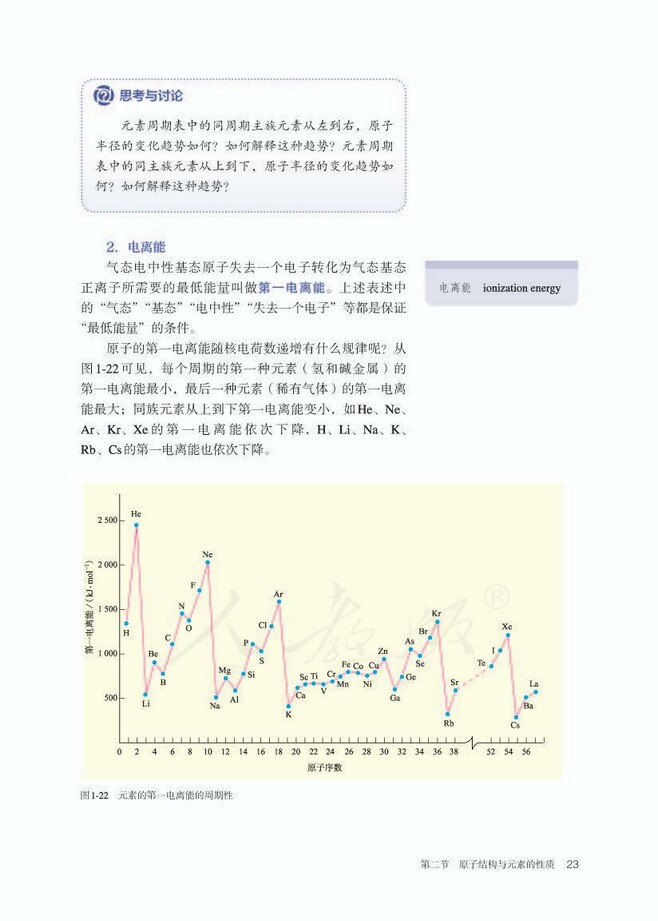 思考与讨论
元素周期表中的同周期主族元素从左到右，原子
半径的变化趋势如何？如何解释这种趋势？元素周期
表中的同主族元素从上到下，原子半径的变化趋势如
何？如何解释这种趋势？
2. 电离能
气态电中性基态原子失去一个电子转化为气态基态
正离子所需要的最低能量叫做第一电离能。上述表述中
的“气态”“基态”“电中性”“失去一个电子”等都是保证
“最低能量”的条件。
电离能 ionization energy
原子的第一电离能随核电荷数递增有什么规律呢？从
图1-22可见，每个周期的第一种元素（氢和碱金属）的
第一电离能最小，最后一种元素（稀有气体）的第一电离
能最大；同族元素从上到下第一电离能变小，如He、Ne、
Ar、Kr、Xe的第一电离能依次下降，H、Li、Na、K、
Rb、Cs的第一电离能也依次下降。
第一电离能/(kJ·mol⁻¹)
2 500
2 000
1 500
1 000
500
H
He
Li
Be
B
C
N
O
F
Ne
Na
Mg
Al
Si
P
S
Cl
Ar
K
Ca
Sc
Ti
V
Cr
Mn
Fe
Co
Ni
Cu
Zn
Ga
Ge
As
Se
Br
Kr
Rb
Sr
Te
I
Xe
Cs
Ba
La
人教版®
0 2 4 6 8 10 12 14 16 18 20 22 24 26 28 30 32 34 36 38 52 54 56
原子序数
图1-22 元素的第一电离能的周期性
第二节 原子结构与元素的性质 23